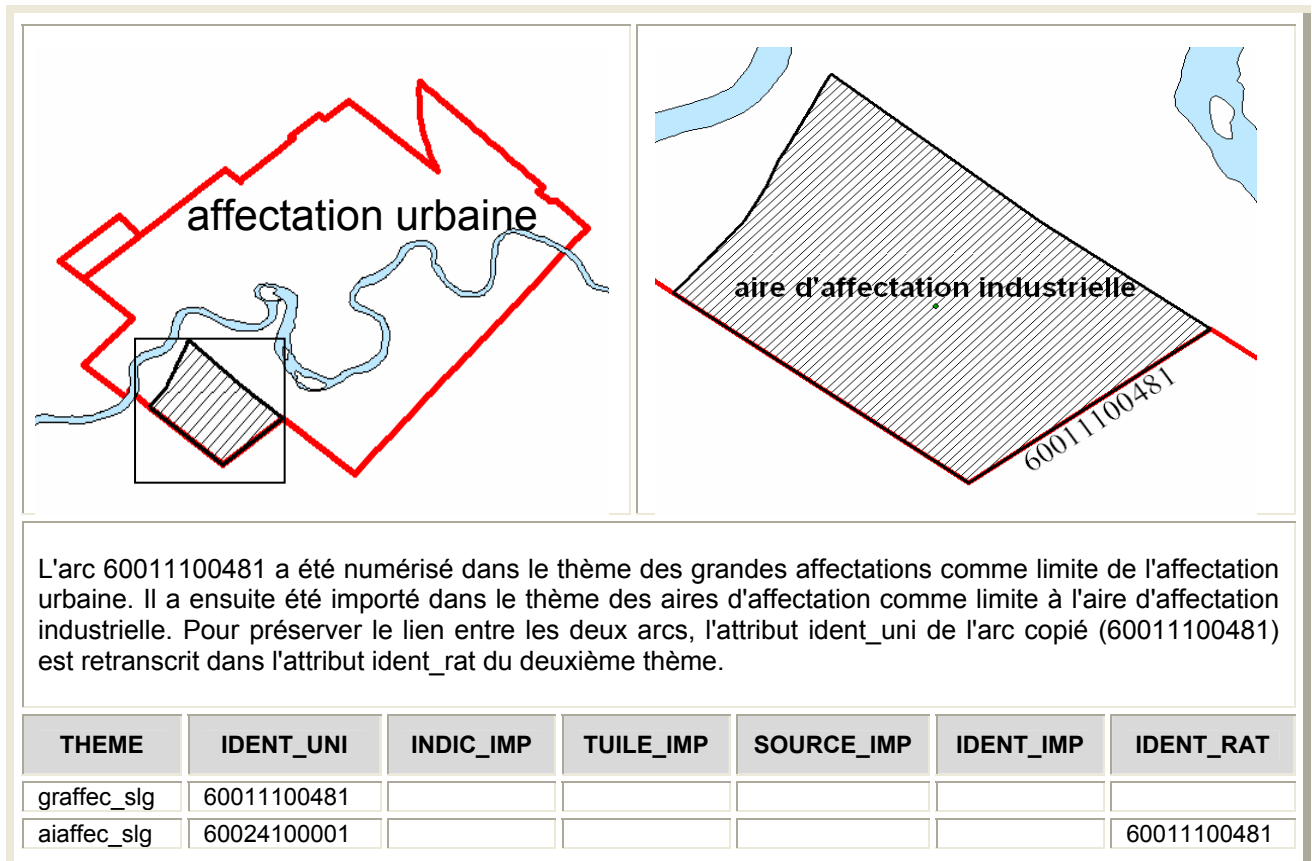 affectation urbaine
aire d'affectation industrielle
60011100481
L'arc 60011100481 a été numérisé dans le thème des grandes affectations comme limite de l'affectation
urbaine. Il a ensuite été importé dans le thème des aires d'affectation comme limite à l'aire d'affectation
industrielle. Pour préserver le lien entre les deux arcs, l'attribut ident_uni de l'arc copié (60011100481)
est retranscrit dans l'attribut ident_rat du deuxième thème.
THEME IDENT_UNI INDIC_IMP TUILE_IMP SOURCE_IMP IDENT_IMP IDENT_RAT
graffec_slg 60011100481
aiaffec_slg 60024100001 60011100481